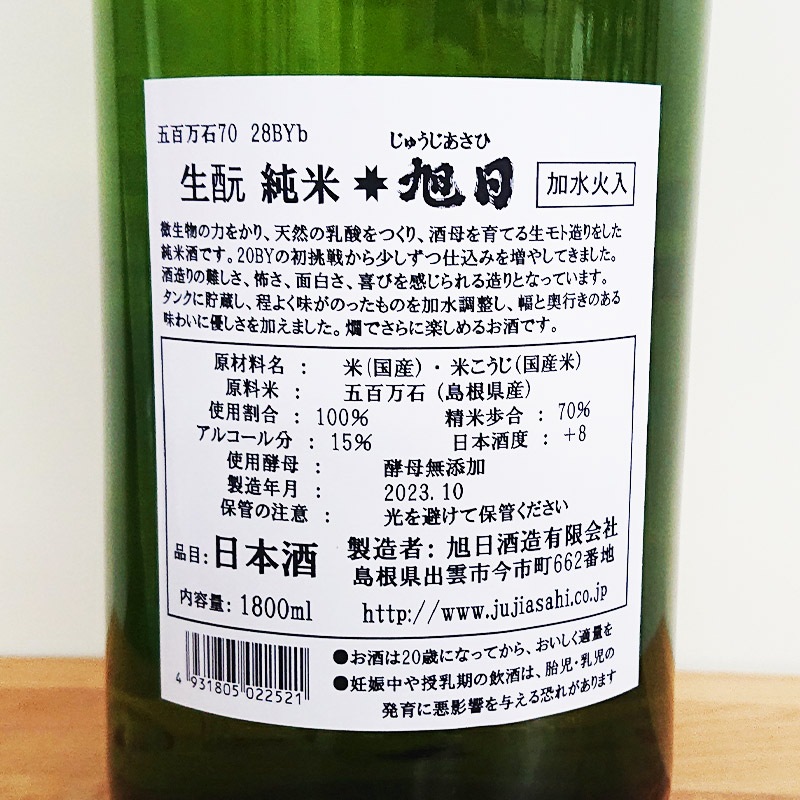 五百万石70 28BYb
じゅうじあさひ
生酛 純米 ✷ 旭日 加水火入
微生物の力をかり、天然の乳酸をつくり、酒母を育てる生モト造りをした
純米酒です。20BYの初挑戦から少しずつ仕込みを増やしてきました。
酒造りの難しさ、怖さ、面白さ、喜びを感じられる造りとなっています。
タンクに貯蔵し、程よく味がのったものを加水調整し、幅と奥行きのある
味わいに優しさを加えました。燗でさらに楽しめるお酒です。
原材料名 : 米(国産)・米こうじ(国産米)
原料米 : 五百万石(島根県産)
使用割合 : 100% 精米歩合 : 70%
アルコール分 : 15% 日本酒度 : +8
使用酵母 : 酵母無添加
製造年月 : 2023.10
保管の注意 : 光を避けて保管ください
品目:日本酒 製造者:旭日酒造有限会社
島根県出雲市今市町662番地
内容量:1800ml http://www.jujiasahi.co.jp
4 931805 022521
●お酒は20歳になってから、おいしく適量を
●妊娠中や授乳期の飲酒は、胎児・乳児の
発育に悪影響を与える恐れがあります